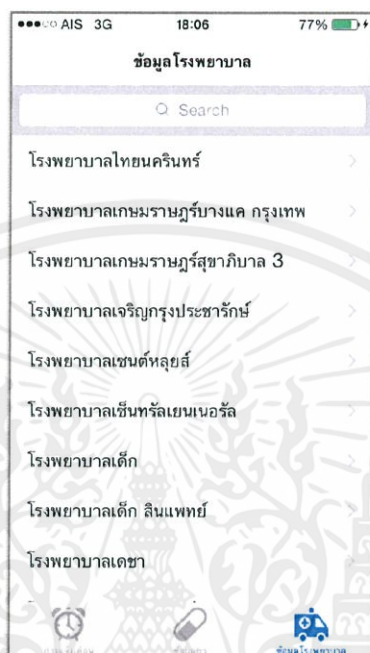 AIS 3G 18:06 77%
ข้อมูลโรงพยาบาล
Search
โรงพยาบาลไทยนครินทร์
โรงพยาบาลเกษมราษฎร์บางแค กรุงเทพ
โรงพยาบาลเกษมราษฎร์สุขาภิบาล 3
โรงพยาบาลเจริญกรุงประชารักษ์
โรงพยาบาลเซนต์หลุยส์
โรงพยาบาลเซ็นทรัลเยนเนอรัล
โรงพยาบาลเด็ก
โรงพยาบาลเด็ก สินแพทย์
โรงพยาบาลเดชา
ข้อมูลโรงพยาบาล